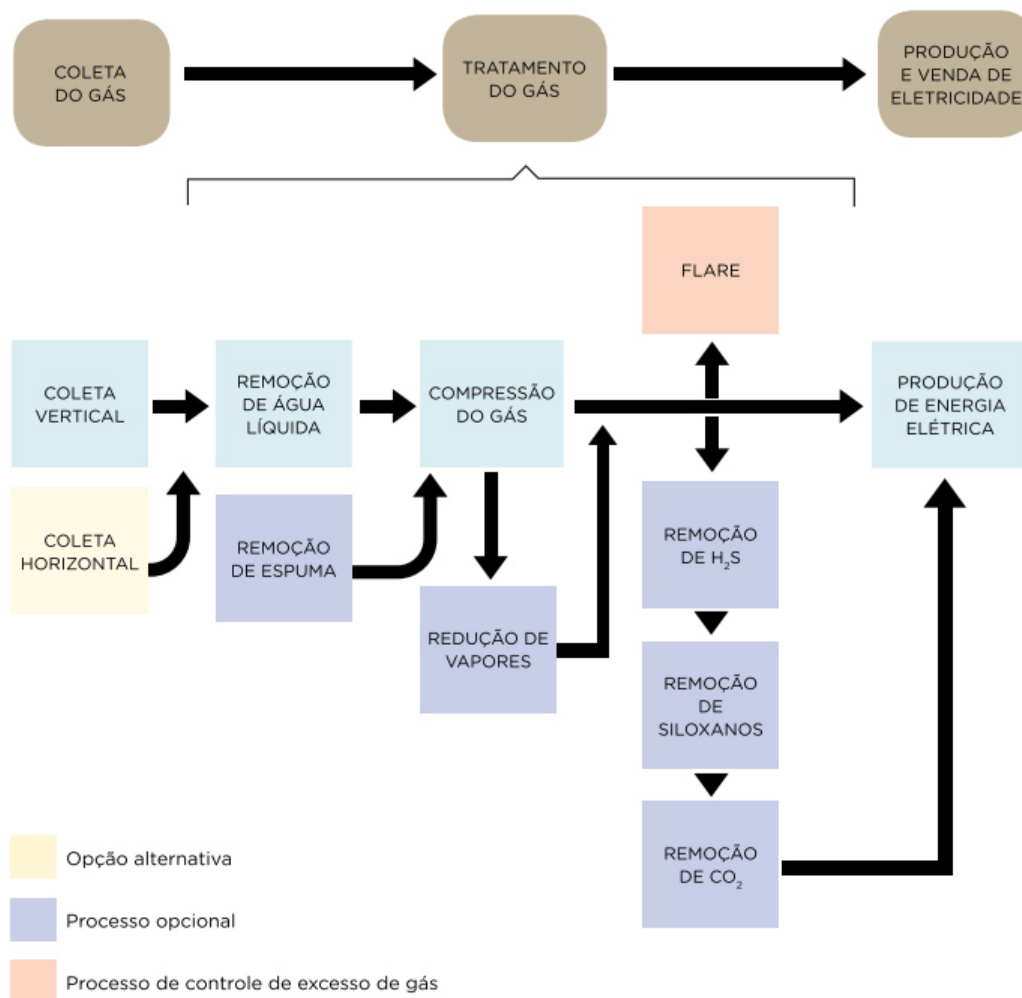 COLETA
DO GÁS
TRATAMENTO
DO GÁS
PRODUÇÃO
E VENDA DE
ELETRICIDADE
FLARE
COLETA
VERTICAL
REMOÇÃO
DE ÁGUA
LÍQUIDA
COMPRESSÃO
DO GÁS
PRODUÇÃO
DE ENERGIA
ELÉTRICA
COLETA
HORIZONTAL
REMOÇÃO
DE ESPUMA
REMOÇÃO
DE H₂S
REDUÇÃO DE
VAPORES
REMOÇÃO
DE
SILOXANOS
REMOÇÃO
DE CO₂
Opção alternativa
Processo opcional
Processo de controle de excesso de gás